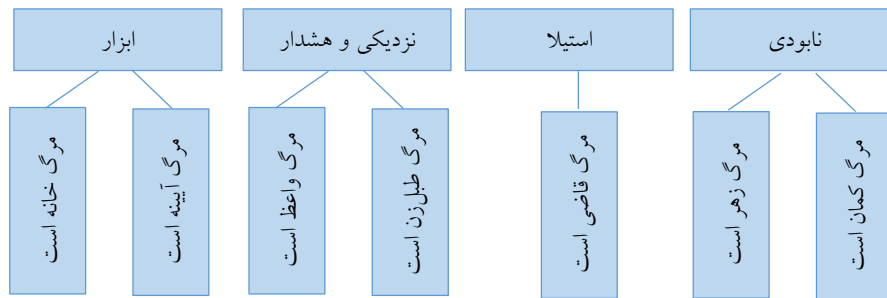 نابودی
استیلا
نزدیکی و هشدار
ابزار
مرگ کمان است
مرگ زهر است
مرگ قاضی است
مرگ طبل‌زن است
مرگ واعظ است
مرگ آیینه است
مرگ خانه است